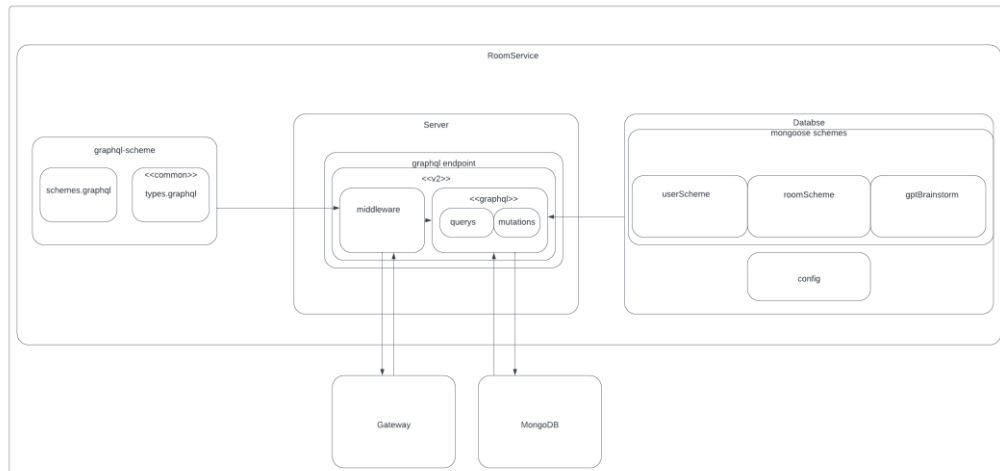 RoomService
graphql-scheme
schemes.graphql
<<common>>
types.graphql
Server
graphql endpoint
<<v2>>
middleware
<<graphql>>
querys
mutations
Databse
mongoose schemes
userScheme
roomScheme
gptBrainstorm
config
Gateway
MongoDB